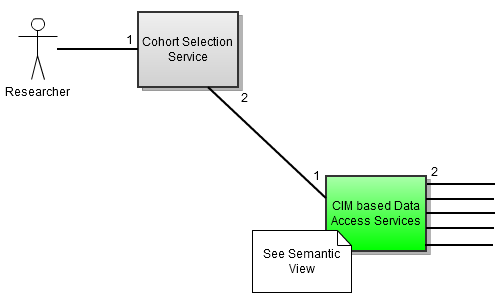 1
Cohort Selection
Service
Researcher
2
1
2
CIM based Data
Access Services
See Semantic
View